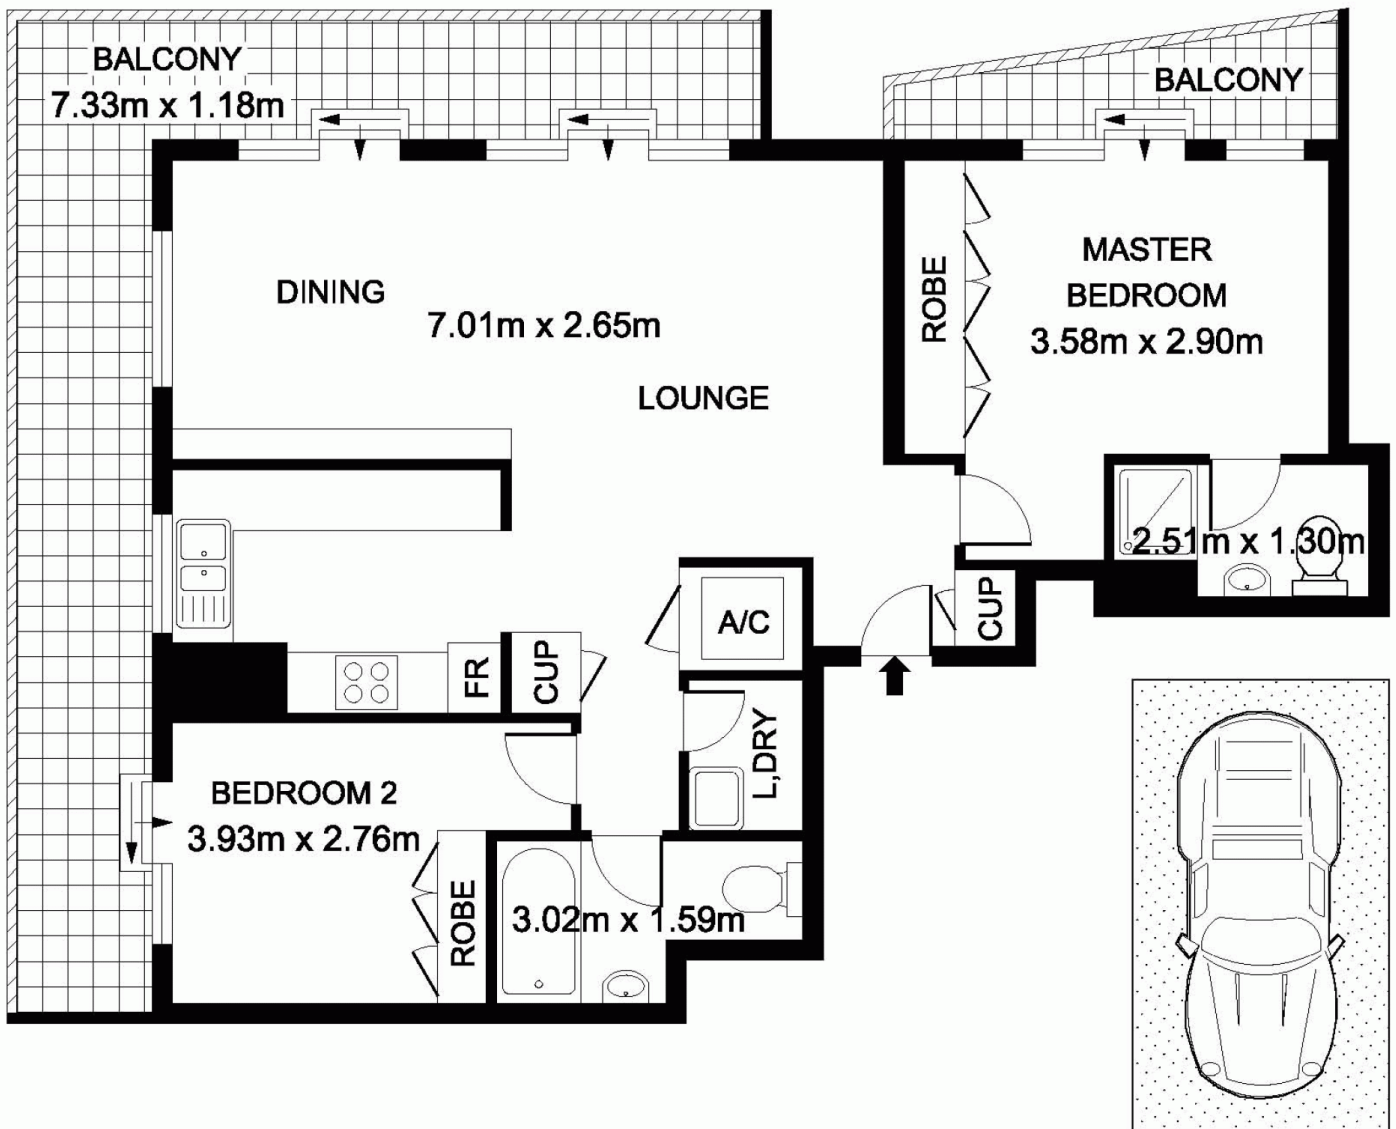 BALCONY
7.33m x 1.18m
BALCONY
DINING
7.01m x 2.65m
LOUNGE
ROBE
MASTER
BEDROOM
3.58m x 2.90m
2.51m x 1.30m
A/C
CUP
FR
CUP
L,DRY
BEDROOM 2
3.93m x 2.76m
ROBE
3.02m x 1.59m